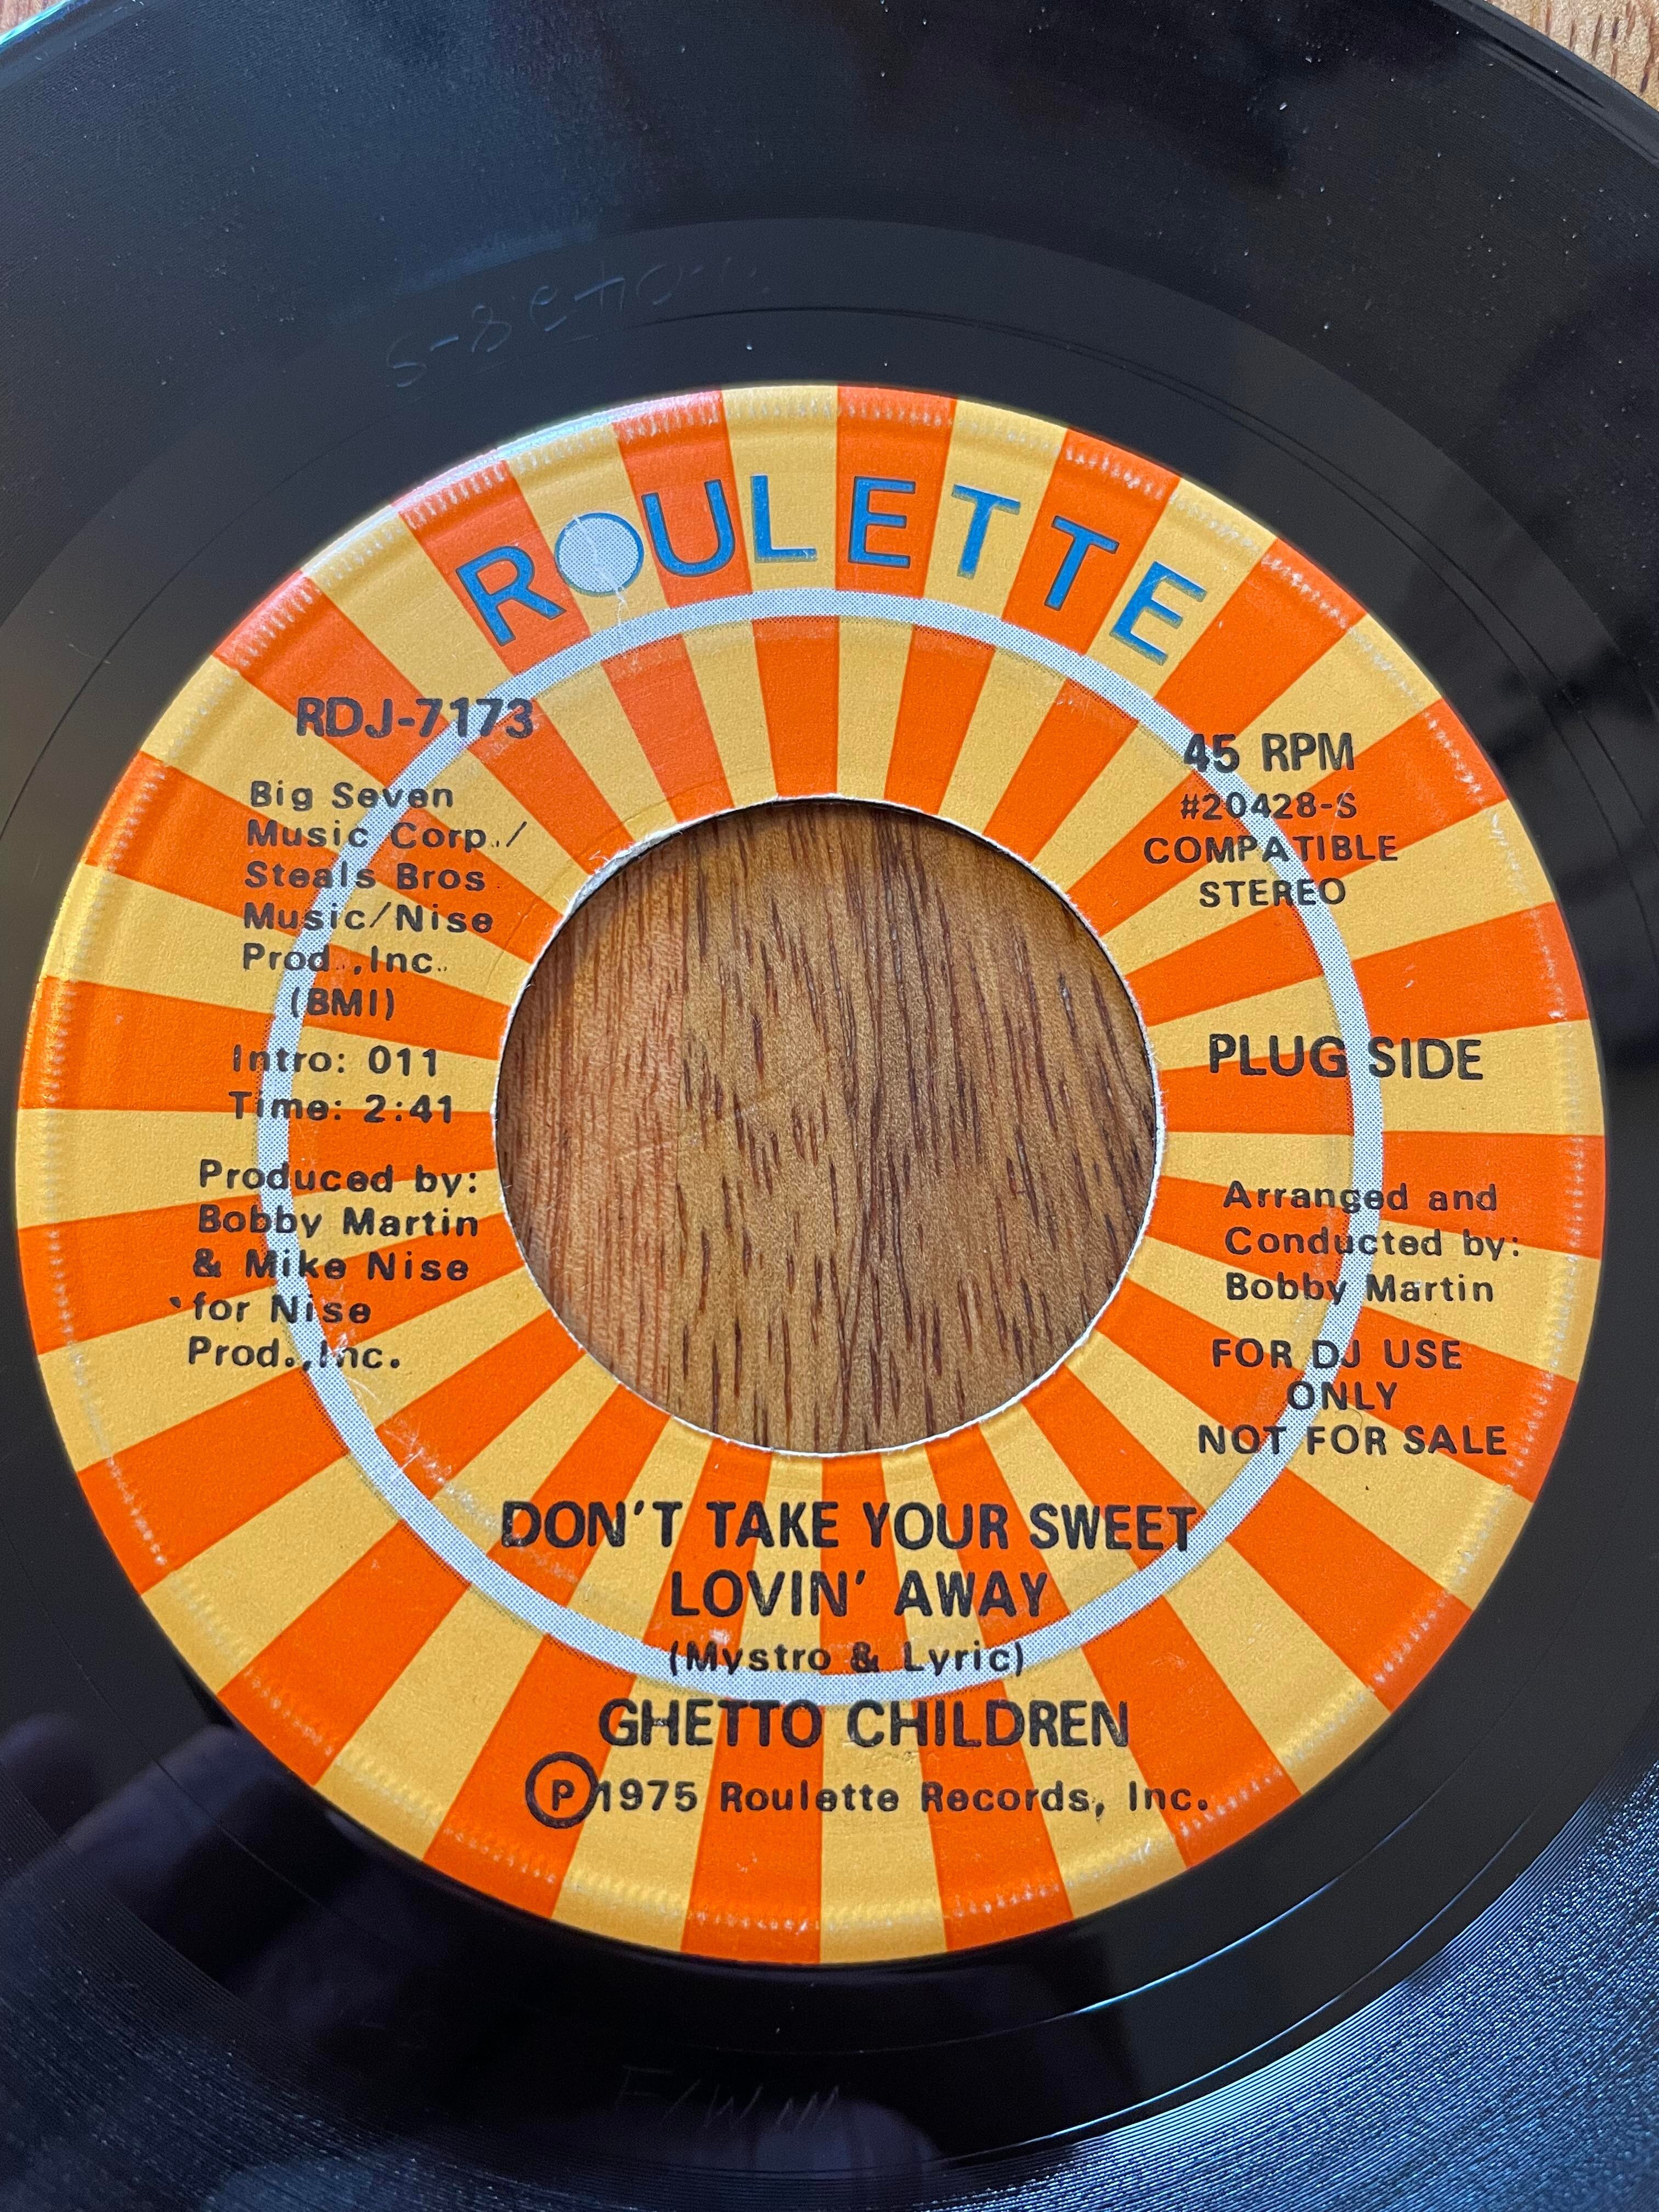 ROULETTE
RDJ-7173
Big Seven
Music Corp./
Steals Bros
Music/Nise
Prod.,Inc.
(BMI)
Intro: 011
Time: 2:41
Produced by:
Bobby Martin
& Mike Nise
for Nise
Prod.,Inc.
45 RPM
#20428-S
COMPATIBLE
STEREO
PLUG SIDE
Arranged and
Conducted by:
Bobby Martin
FOR DJ USE
ONLY
NOT FOR SALE
DON'T TAKE YOUR SWEET
LOVIN' AWAY
(Mystro & Lyric)
GHETTO CHILDREN
℗1975 Roulette Records, Inc.